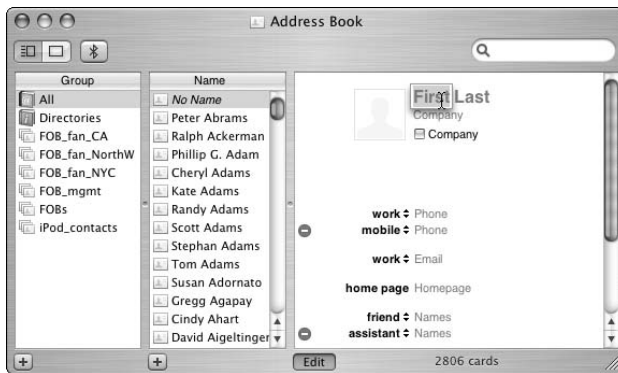 Address Book
Group
All
Directories
FOB_fan_CA
FOB_fan_NorthW
FOB_fan_NYC
FOB_mgmt
FOBs
iPod_contacts
Name
No Name
Peter Abrams
Ralph Ackerman
Phillip G. Adam
Cheryl Adams
Kate Adams
Randy Adams
Scott Adams
Stephan Adams
Tom Adams
Susan Adornato
Gregg Agapay
Cindy Ahart
David Aigeltinger
First Last
Company
Company
work Phone
mobile Phone
work Email
home page Homepage
friend Names
assistant Names
Edit
2806 cards